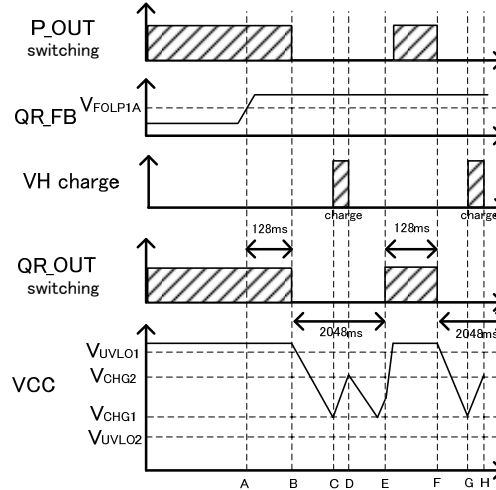 P_OUT
switching
QR_FB
VFOLP1A
VH charge
charge
charge
128ms
128ms
QR_OUT
switching
2048ms
2048ms
VCC
VUVLO1
VCHG2
VCHG1
VUVLO2
A B C D E F G H